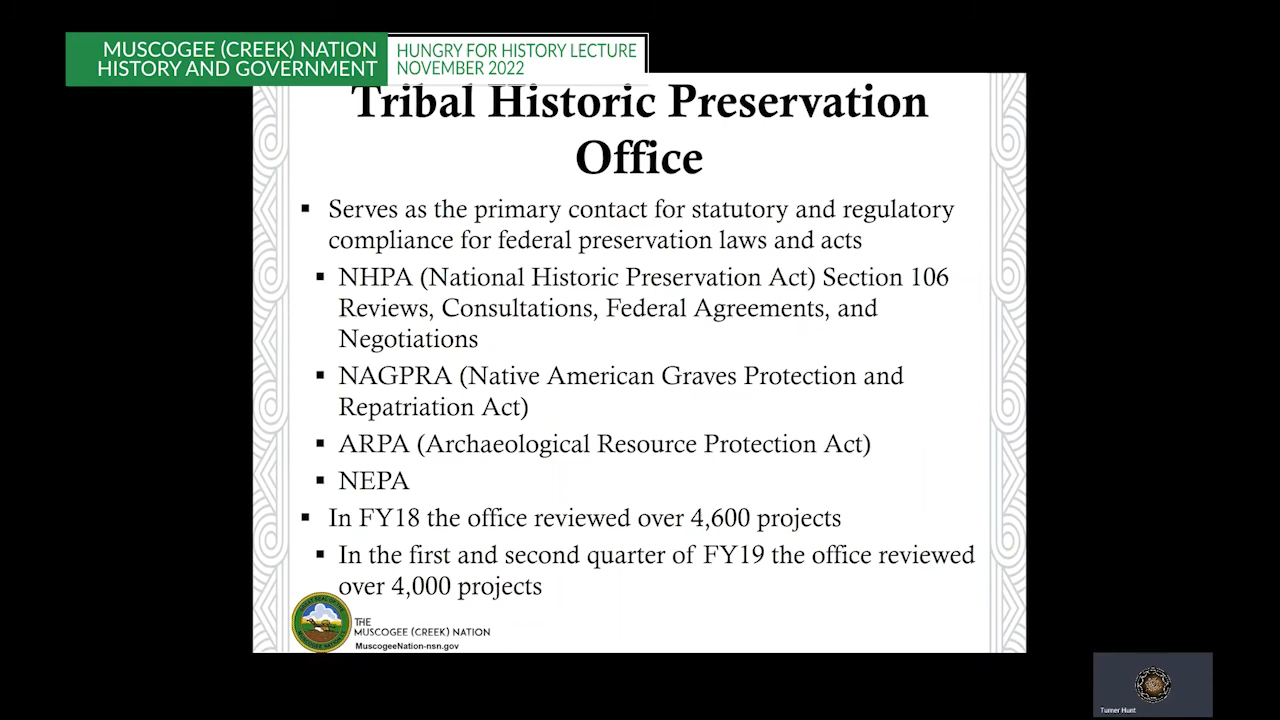 MUSCOGEE (CREEK) NATION
HISTORY AND GOVERNMENT
HUNGRY FOR HISTORY LECTURE
NOVEMBER 2022
Tribal Historic Preservation
Office
▪ Serves as the primary contact for statutory and regulatory
compliance for federal preservation laws and acts
▪ NHPA (National Historic Preservation Act) Section 106
Reviews, Consultations, Federal Agreements, and
Negotiations
▪ NAGPRA (Native American Graves Protection and
Repatriation Act)
▪ ARPA (Archaeological Resource Protection Act)
▪ NEPA
▪ In FY18 the office reviewed over 4,600 projects
▪ In the first and second quarter of FY19 the office reviewed
over 4,000 projects
THE
MUSCOGEE (CREEK) NATION
MuscogeeNation-nsn.gov
Turner Hunt